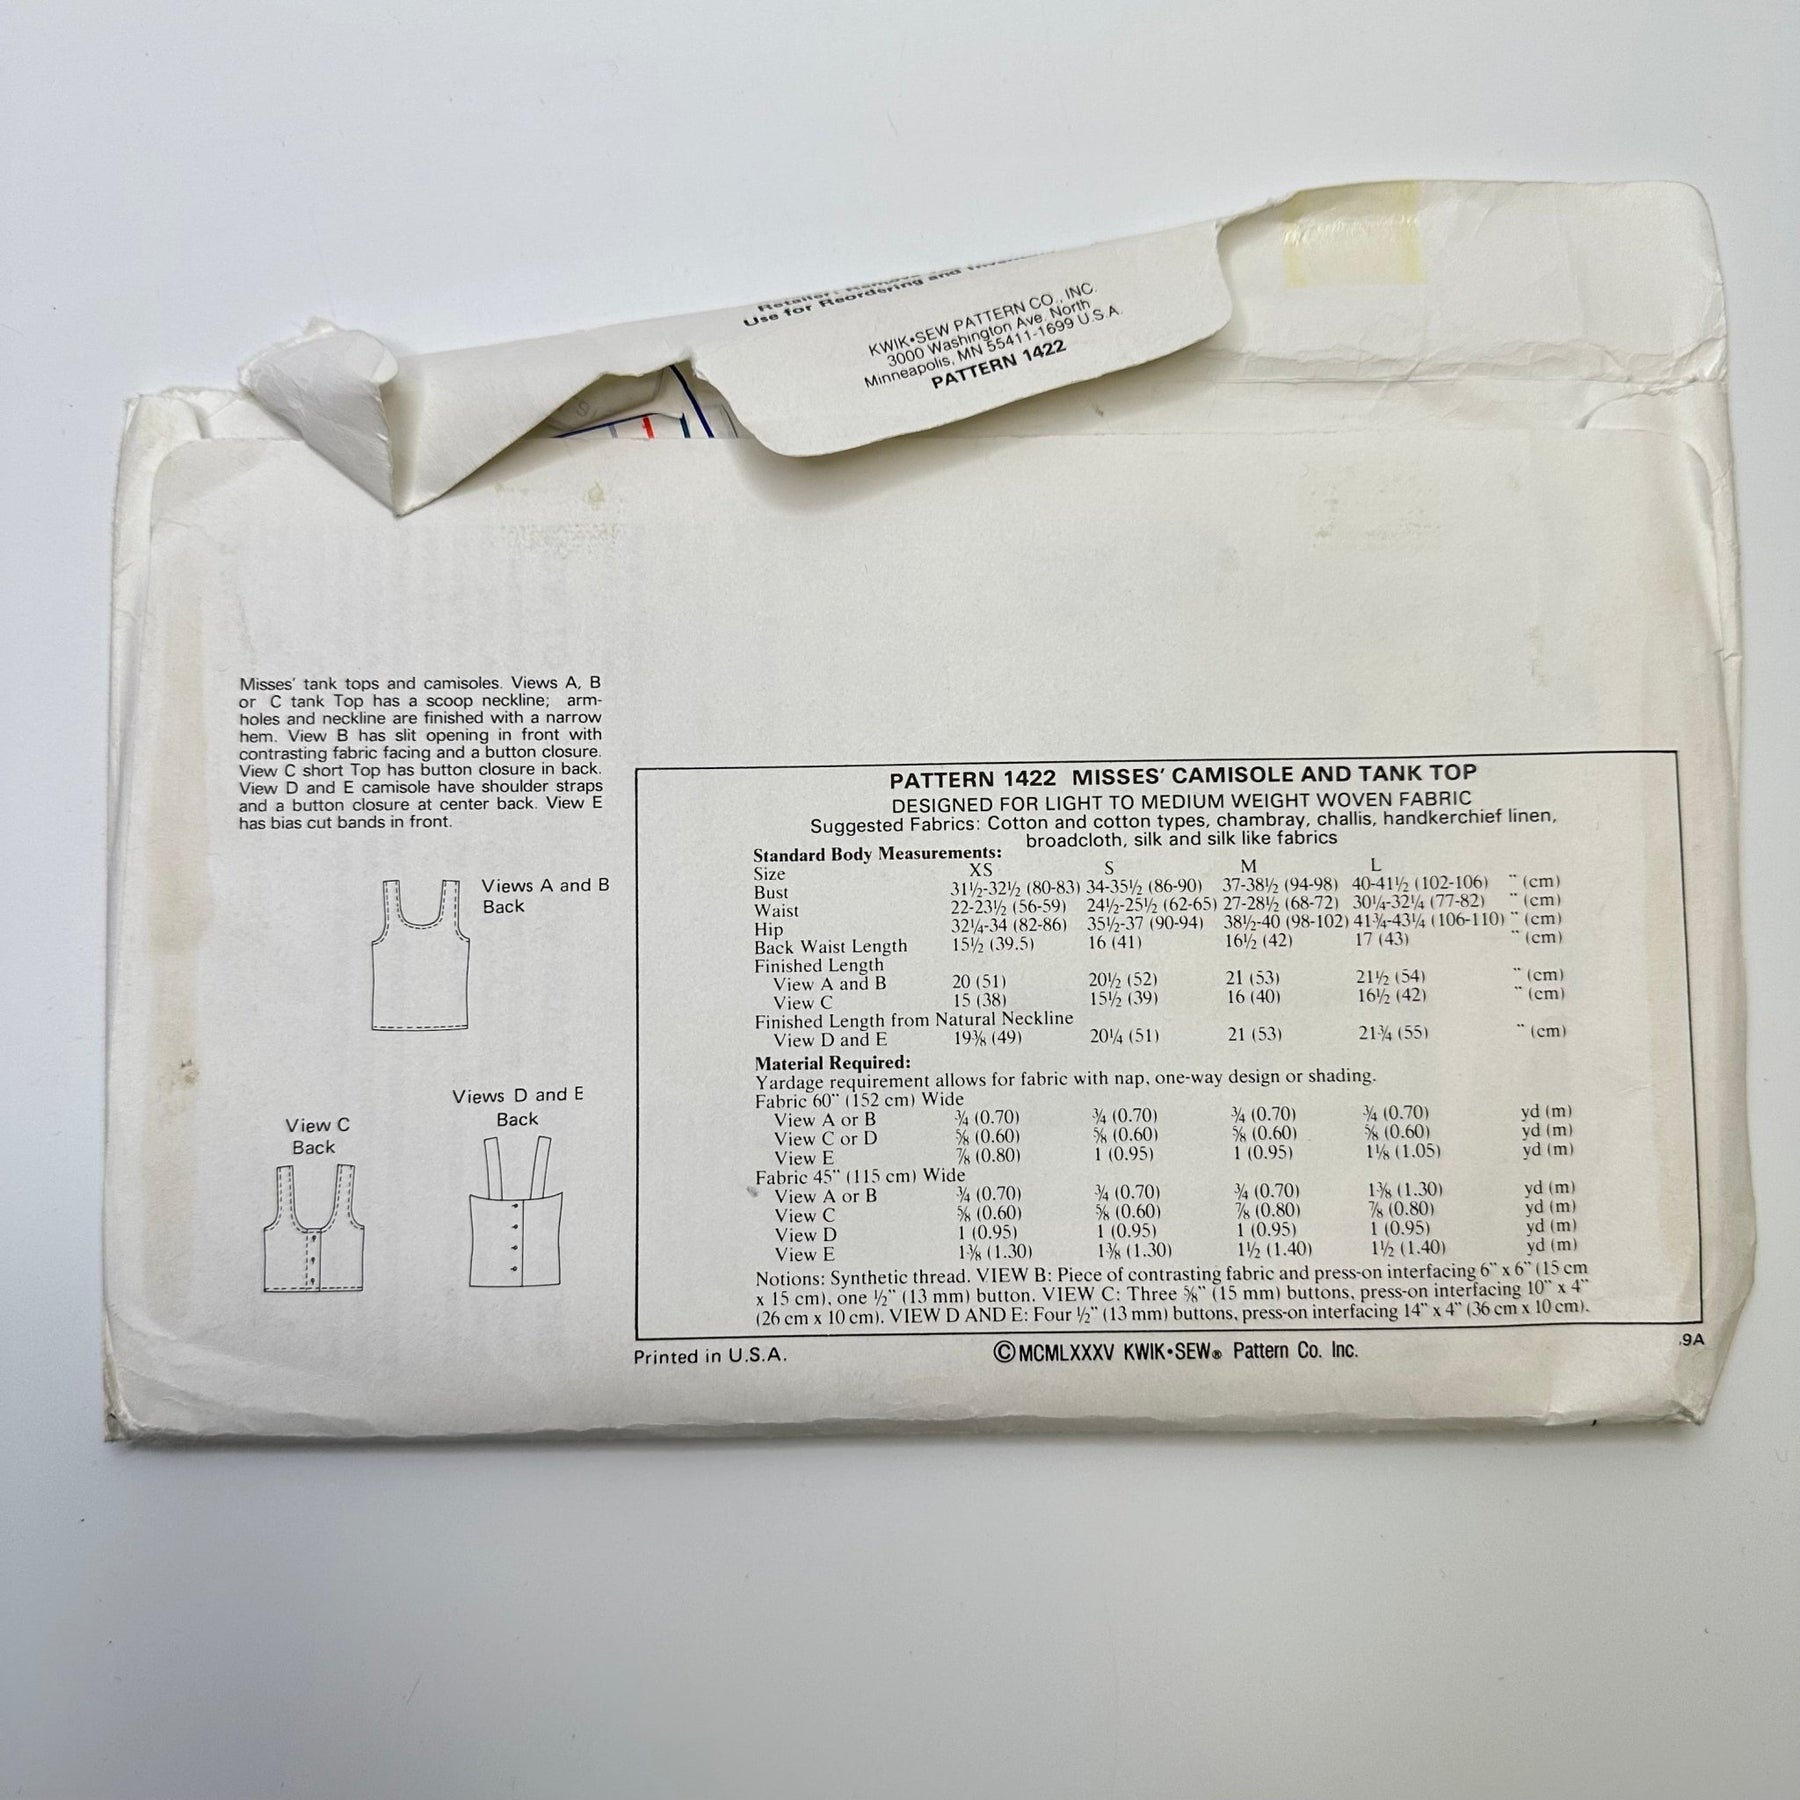 Retailer: Remove
Use for Reordering and
KWIK•SEW PATTERN CO., INC.
3000 Washington Ave. North
Minneapolis, MN 55411-1699 U.S.A.
PATTERN 1422
Misses' tank tops and camisoles. Views A, B
or C tank Top has a scoop neckline; arm-
holes and neckline are finished with a narrow
hem. View B has slit opening in front with
contrasting fabric facing and a button closure.
View C short Top has button closure in back.
View D and E camisole have shoulder straps
and a button closure at center back. View E
has bias cut bands in front.
Views A and B
Back
View C
Back
Views D and E
Back
PATTERN 1422 MISSES' CAMISOLE AND TANK TOP
DESIGNED FOR LIGHT TO MEDIUM WEIGHT WOVEN FABRIC
Suggested Fabrics: Cotton and cotton types, chambray, challis, handkerchief linen,
broadcloth, silk and silk like fabrics
Standard Body Measurements:
Size XS S M L
Bust 31½-32½ (80-83) 34-35½ (86-90) 37-38½ (94-98) 40-41½ (102-106) " (cm)
Waist 22-23½ (56-59) 24½-25½ (62-65) 27-28½ (68-72) 30¼-32¼ (77-82) " (cm)
Hip 32¼-34 (82-86) 35½-37 (90-94) 38½-40 (98-102) 41¾-43¼ (106-110) " (cm)
Back Waist Length 15½ (39.5) 16 (41) 16½ (42) 17 (43) " (cm)
Finished Length
View A and B 20 (51) 20½ (52) 21 (53) 21½ (54) " (cm)
View C 15 (38) 15½ (39) 16 (40) 16½ (42) " (cm)
Finished Length from Natural Neckline
View D and E 19⅜ (49) 20¼ (51) 21 (53) 21¾ (55) " (cm)
Material Required:
Yardage requirement allows for fabric with nap, one-way design or shading.
Fabric 60" (152 cm) Wide
View A or B ¾ (0.70) ¾ (0.70) ¾ (0.70) ¾ (0.70) yd (m)
View C or D ⅝ (0.60) ⅝ (0.60) ⅝ (0.60) ⅝ (0.60) yd (m)
View E ⅞ (0.80) 1 (0.95) 1 (0.95) 1⅛ (1.05) yd (m)
Fabric 45" (115 cm) Wide
View A or B ¾ (0.70) ¾ (0.70) ¾ (0.70) 1⅜ (1.30) yd (m)
View C ⅝ (0.60) ⅝ (0.60) ⅞ (0.80) ⅞ (0.80) yd (m)
View D 1 (0.95) 1 (0.95) 1 (0.95) 1 (0.95) yd (m)
View E 1⅜ (1.30) 1⅜ (1.30) 1½ (1.40) 1½ (1.40) yd (m)
Notions: Synthetic thread. VIEW B: Piece of contrasting fabric and press-on interfacing 6" x 6" (15 cm
x 15 cm), one ½" (13 mm) button. VIEW C: Three ⅝" (15 mm) buttons, press-on interfacing 10" x 4"
(26 cm x 10 cm). VIEW D AND E: Four ½" (13 mm) buttons, press-on interfacing 14" x 4" (36 cm x 10 cm).
Printed in U.S.A.
©MCMLXXXV KWIK•SEW® Pattern Co. Inc.
.9A